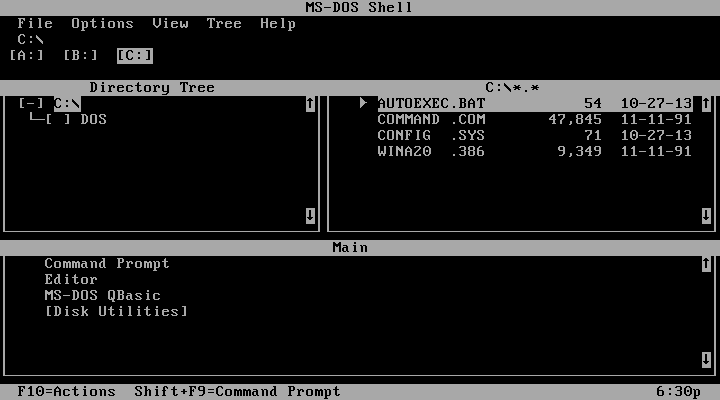 MS-DOS Shell
File Options View Tree Help
C:\
[A:] [B:] [C:]
Directory Tree
[-] C:\
└─[ ] DOS
C:\*.*
AUTOEXEC.BAT 54 10-27-13
COMMAND .COM 47,845 11-11-91
CONFIG .SYS 71 10-27-13
WINA20 .386 9,349 11-11-91
Main
Command Prompt
Editor
MS-DOS QBasic
[Disk Utilities]
F10=Actions Shift+F9=Command Prompt 6:30p